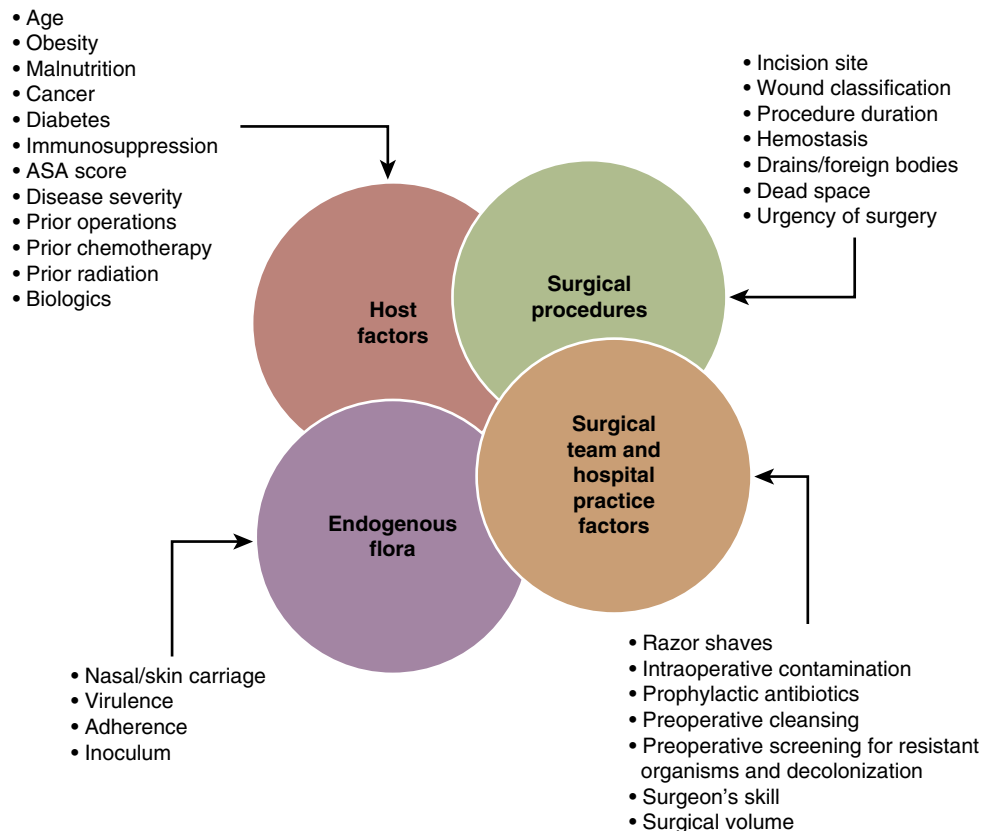 • Age
• Obesity
• Malnutrition
• Cancer
• Diabetes
• Immunosuppression
• ASA score
• Disease severity
• Prior operations
• Prior chemotherapy
• Prior radiation
• Biologics
• Incision site
• Wound classification
• Procedure duration
• Hemostasis
• Drains/foreign bodies
• Dead space
• Urgency of surgery
Host
factors
Surgical
procedures
Endogenous
flora
Surgical
team and
hospital
practice
factors
• Nasal/skin carriage
• Virulence
• Adherence
• Inoculum
• Razor shaves
• Intraoperative contamination
• Prophylactic antibiotics
• Preoperative cleansing
• Preoperative screening for resistant
organisms and decolonization
• Surgeon's skill
• Surgical volume